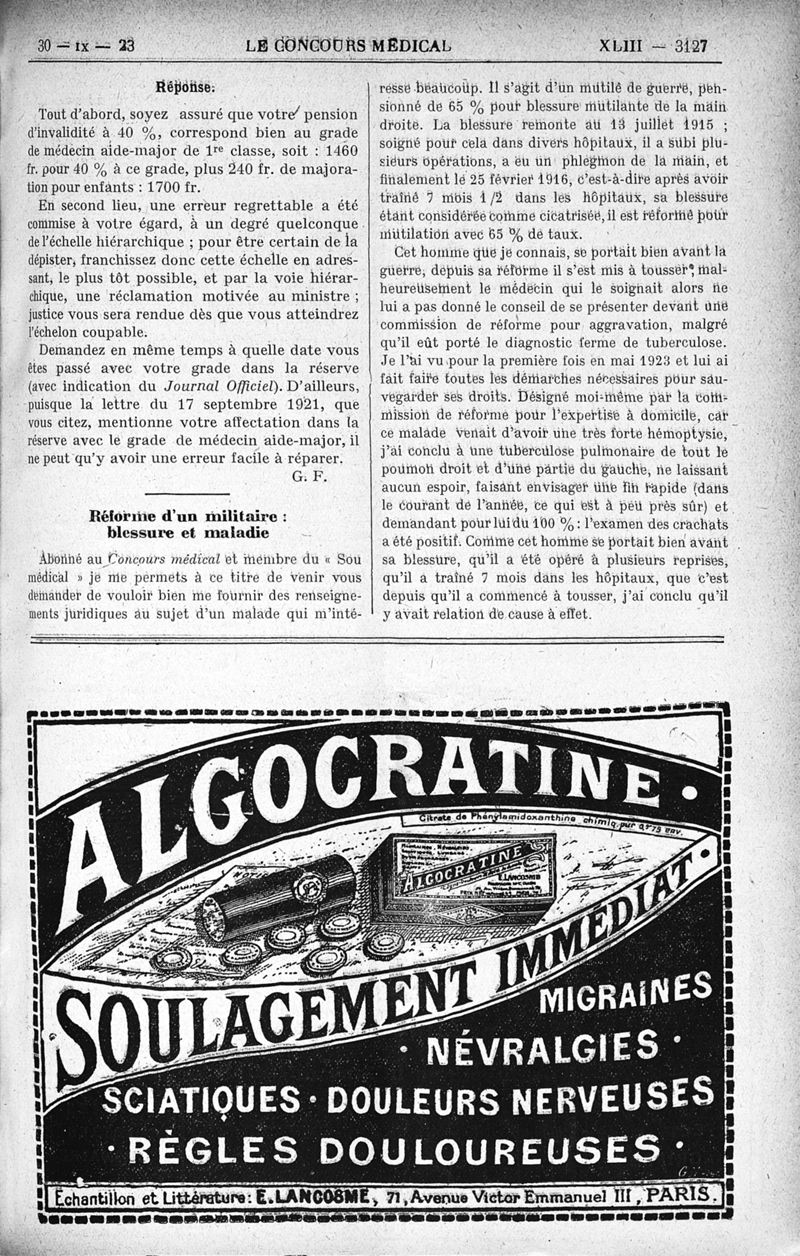 30 — IX — 23
LE CONCOURS MÉDICAL
XLIII — 3127
Réponse.
Tout d'abord, soyez assuré que votre pension
d'invalidité à 40 %, correspond bien au grade
de médecin aide-major de 1re classe, soit : 1460
fr. pour 40 % à ce grade, plus 240 fr. de majora-
tion pour enfants : 1700 fr.
En second lieu, une erreur regrettable a été
commise à votre égard, à un degré quelconque
de l'échelle hiérarchique ; pour être certain de la
dépister, franchissez donc cette échelle en adres-
sant, le plus tôt possible, et par la voie hiérar-
chique, une réclamation motivée au ministre ;
justice vous sera rendue dès que vous atteindrez
l'échelon coupable.
Demandez en même temps à quelle date vous
êtes passé avec votre grade dans la réserve
(avec indication du Journal Officiel). D'ailleurs,
puisque la lettre du 17 septembre 1921, que
vous citez, mentionne votre affectation dans la
réserve avec le grade de médecin aide-major, il
ne peut qu'y avoir une erreur facile à réparer.
G. F.
Réforme d'un militaire :
blessure et maladie
Abonné au Concours médical et membre du « Sou
médical » je me permets à ce titre de venir vous
demander de vouloir bien me fournir des renseigne-
ments juridiques au sujet d'un malade qui m'inté-
resse beaucoup. Il s'agit d'un mutilé de guerre, pen-
sionné de 65 % pour blessure mutilante de la main
droite. La blessure remonte au 13 juillet 1915 ;
soigné pour cela dans divers hôpitaux, il a subi plu-
sieurs opérations, a eu un phlegmon de la main, et
finalement le 25 février 1916, c'est-à-dire après avoir
traîné 7 mois 1/2 dans les hôpitaux, sa blessure
étant considérée comme cicatrisée, il est réformé pour
mutilation avec 65 % de taux.
Cet homme que je connais, se portait bien avant la
guerre, depuis sa réforme il s'est mis à tousser, mal-
heureusement le médecin qui le soignait alors ne
lui a pas donné le conseil de se présenter devant une
commission de réforme pour aggravation, malgré
qu'il eût porté le diagnostic ferme de tuberculose.
Je l'ai vu pour la première fois en mai 1923 et lui ai
fait faire toutes les démarches nécessaires pour sau-
vegarder ses droits. Désigné moi-même par la com-
mission de réforme pour l'expertise à domicile, car
ce malade venait d'avoir une très forte hémoptysie,
j'ai conclu à une tuberculose pulmonaire de tout le
poumon droit et d'une partie du gauche, ne laissant
aucun espoir, faisant envisager une fin rapide (dans
le courant de l'année, ce qui est à peu près sûr) et
demandant pour lui du 100 % : l'examen des crachats
a été positif. Comme cet homme se portait bien avant
sa blessure, qu'il a été opéré à plusieurs reprises,
qu'il a traîné 7 mois dans les hôpitaux, que c'est
depuis qu'il a commencé à tousser, j'ai conclu qu'il
y avait relation de cause à effet.
ALGOCRATINE ·
Citrate de Phénylamidoxanthine chimiq. pur
ALGOCRATINE
E. LANCOSME
SOULAGEMENT IMMÉDIAT ·
MIGRAINES
· NÉVRALGIES ·
SCIATIQUES · DOULEURS NERVEUSES
· RÈGLES DOULOUREUSES ·
Echantillon et Littérature : E. LANCOSME, 71, Avenue Victor Emmanuel III, PARIS.